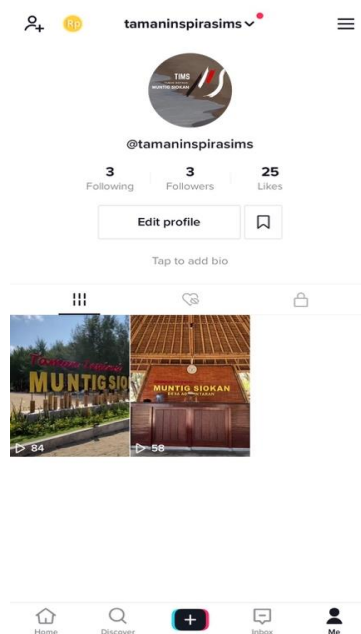 Rp
tamaninspirasims
TIMS
MUNTIG SIOKAN
@tamaninspirasims
3 3 25
Following Followers Likes
Edit profile
Tap to add bio
MUNTIG SIO
MUNTIG SIOKAN
84
58
Home Discover Inbox Me